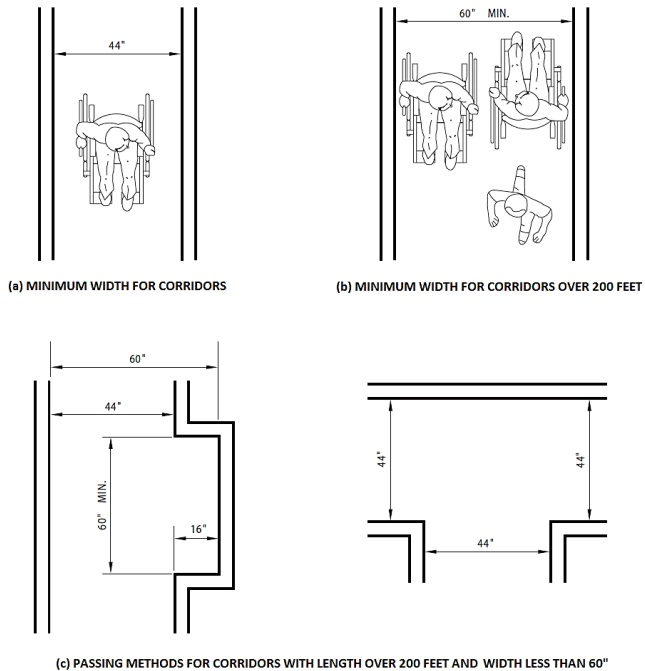 44"
60" MIN.
(a) MINIMUM WIDTH FOR CORRIDORS
(b) MINIMUM WIDTH FOR CORRIDORS OVER 200 FEET
60"
44"
60" MIN.
16"
44"
44"
44"
(c) PASSING METHODS FOR CORRIDORS WITH LENGTH OVER 200 FEET AND WIDTH LESS THAN 60"